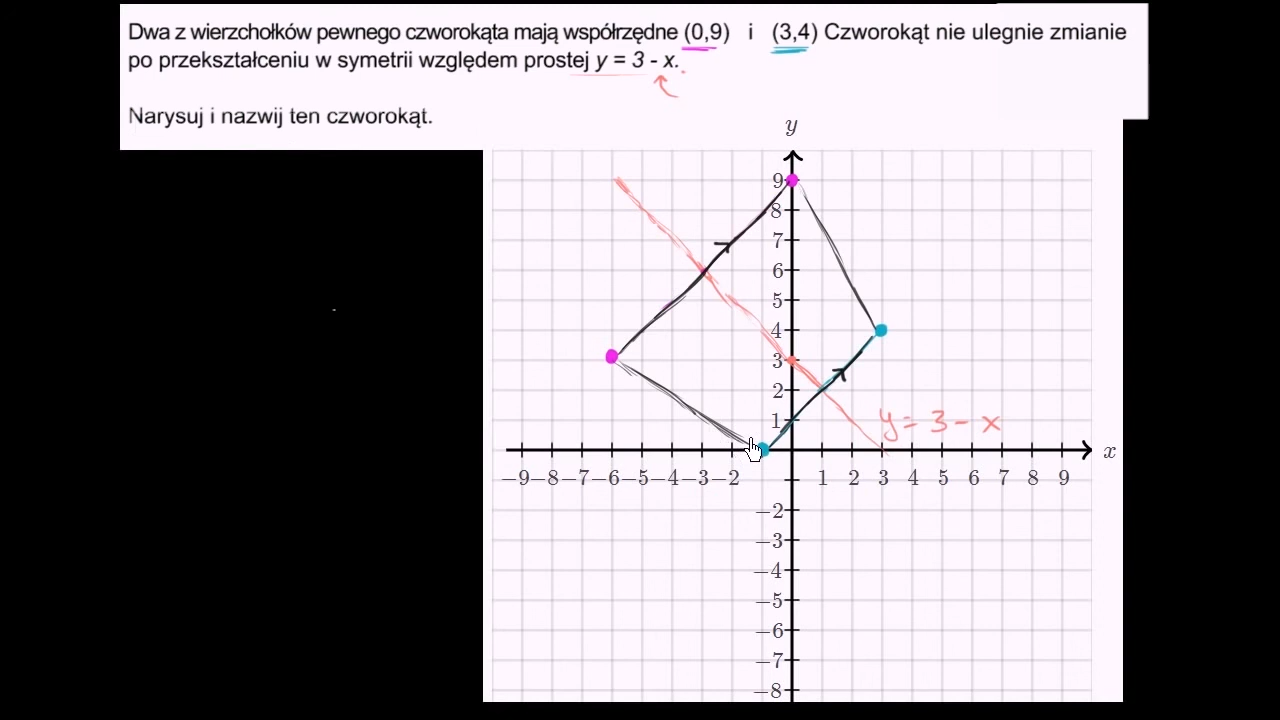 Dwa z wierzchołków pewnego czworokąta mają współrzędne (0,9) i (3,4) Czworokąt nie ulegnie zmianie
po przekształceniu w symetrii względem prostej y = 3 - x.
Narysuj i nazwij ten czworokąt.
y
9
8
7
6
5
4
3
2
1
y = 3 - x
x
−9 −8 −7 −6 −5 −4 −3 −2 1 2 3 4 5 6 7 8 9
−2
−3
−4
−5
−6
−7
−8